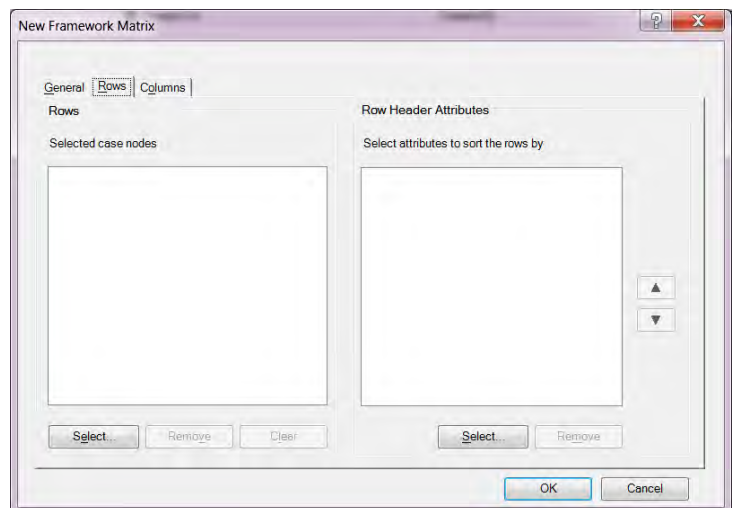 New Framework Matrix
General Rows Columns
Rows
Selected case nodes
Select... Remove Clear
Row Header Attributes
Select attributes to sort the rows by
Select... Remove
OK Cancel